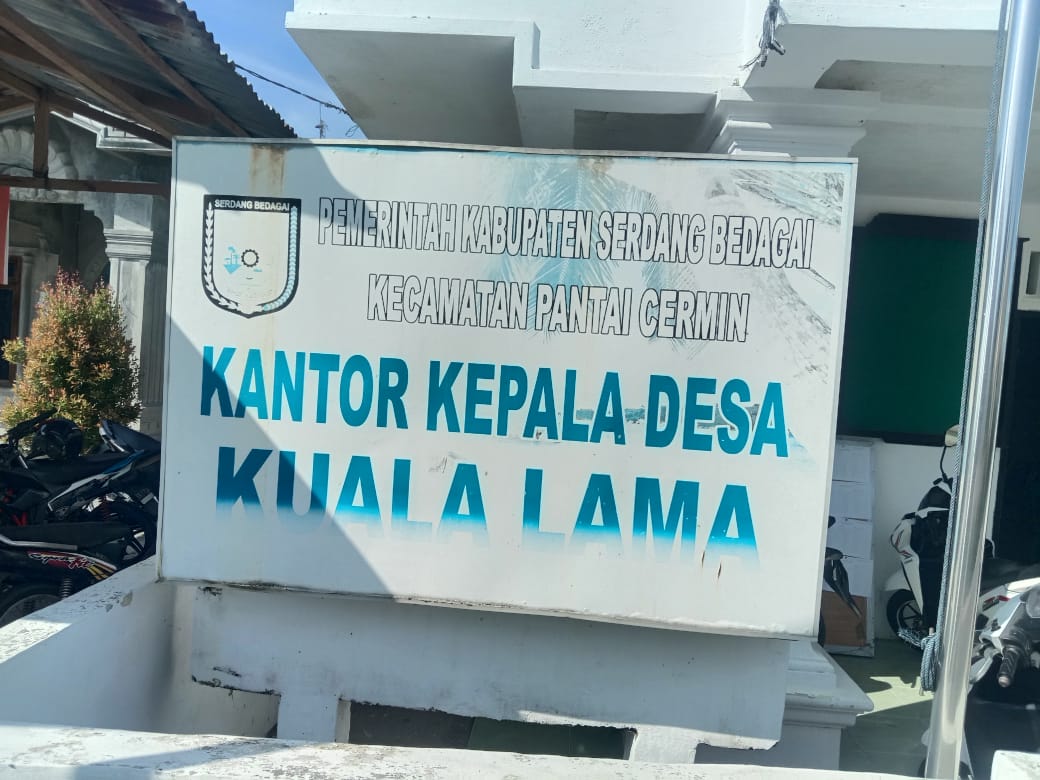 SERDANG BEDAGAI
PEMERINTAH KABUPATEN SERDANG BEDAGAI
KECAMATAN PANTAI CERMIN
KANTOR KEPALA DESA
KUALA LAMA